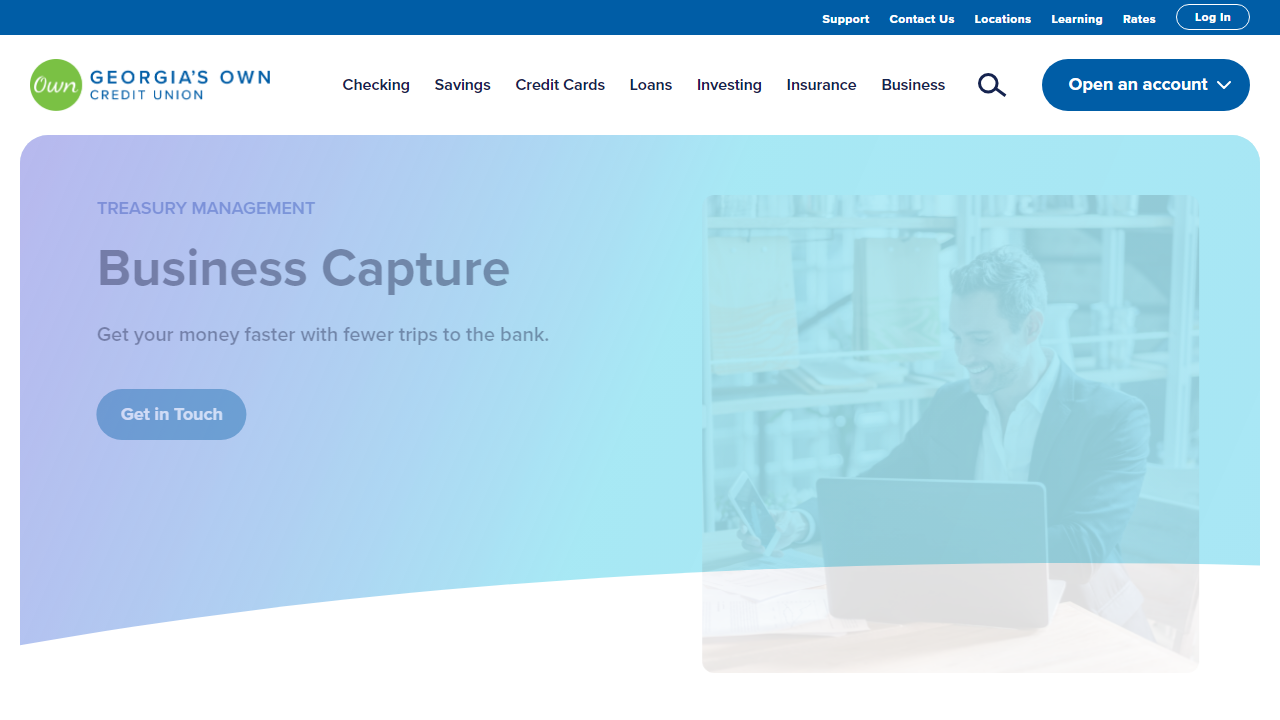 Support Contact Us Locations Learning Rates Log In
Own GEORGIA'S OWN
CREDIT UNION
Checking Savings Credit Cards Loans Investing Insurance Business Open an account
TREASURY MANAGEMENT
Business Capture
Get your money faster with fewer trips to the bank.
Get in Touch